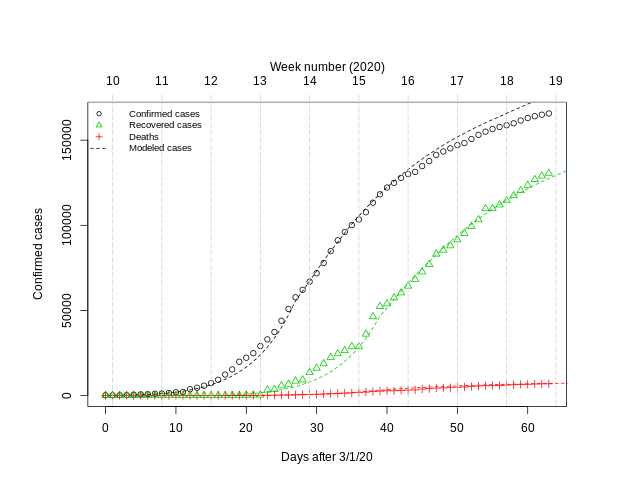 Week number (2020)
10 11 12 13 14 15 16 17 18 19
Confirmed cases
Recovered cases
Deaths
Modeled cases
Confirmed cases
150000
100000
50000
0
0 10 20 30 40 50 60
Days after 3/1/20